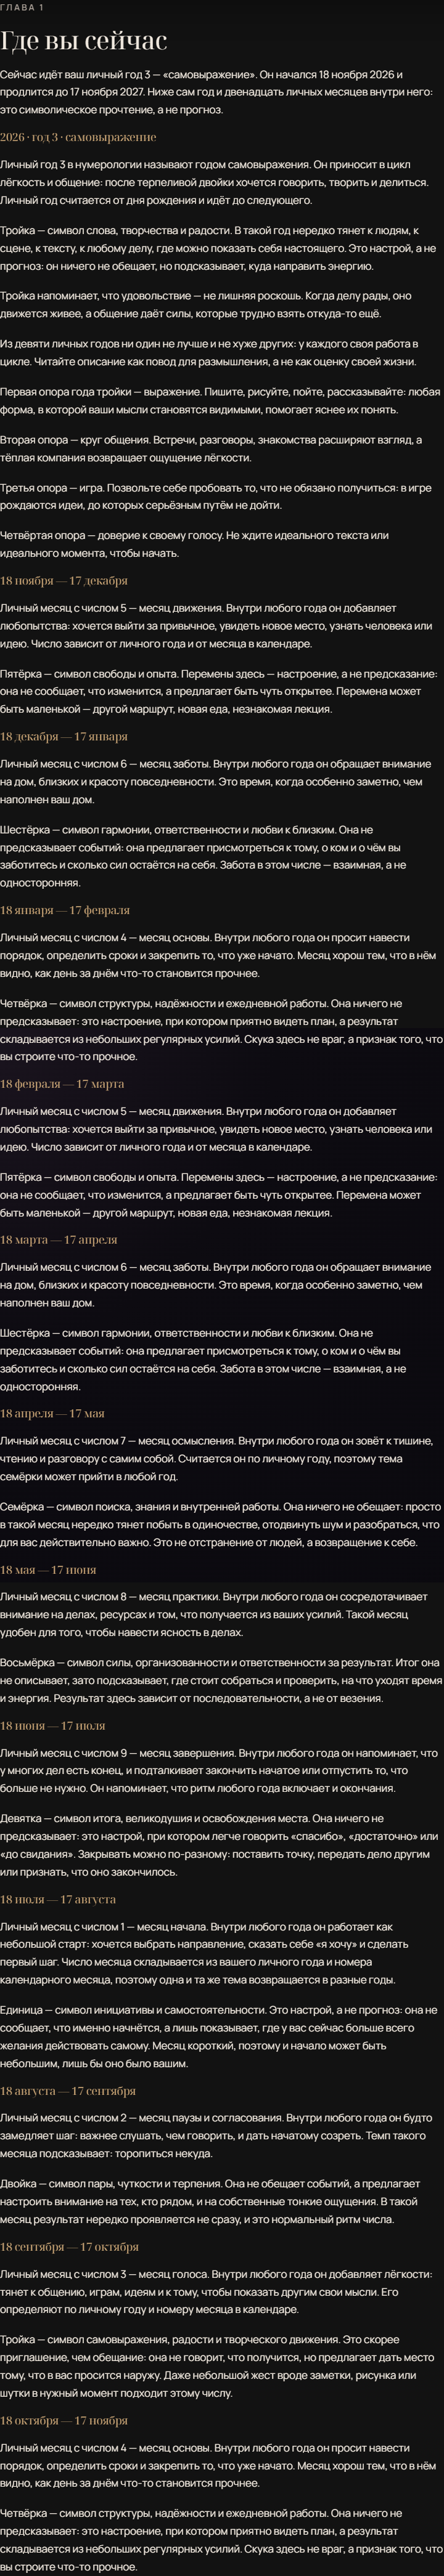 ГЛАВА 1
Где вы сейчас
Сейчас идёт ваш личный год 3 — «самовыражение». Он начался 18 ноября 2026 и
продлится до 17 ноября 2027. Ниже сам год и двенадцать личных месяцев внутри него:
это символическое прочтение, а не прогноз.
2026 · год 3 · самовыражение
Личный год 3 в нумерологии называют годом самовыражения. Он приносит в цикл
лёгкость и общение: после терпеливой двойки хочется говорить, творить и делиться.
Личный год считается от дня рождения и идёт до следующего.
Тройка — символ слова, творчества и радости. В такой год нередко тянет к людям, к
сцене, к тексту, к любому делу, где можно показать себя настоящего. Это настрой, а не
прогноз: он ничего не обещает, но подсказывает, куда направить энергию.
Тройка напоминает, что удовольствие — не лишняя роскошь. Когда делу рады, оно
движется живее, а общение даёт силы, которые трудно взять откуда-то ещё.
Из девяти личных годов ни один не лучше и не хуже других: у каждого своя работа в
цикле. Читайте описание как повод для размышления, а не как оценку своей жизни.
Первая опора года тройки — выражение. Пишите, рисуйте, пойте, рассказывайте: любая
форма, в которой ваши мысли становятся видимыми, помогает яснее их понять.
Вторая опора — круг общения. Встречи, разговоры, знакомства расширяют взгляд, а
тёплая компания возвращает ощущение лёгкости.
Третья опора — игра. Позвольте себе пробовать то, что не обязано получиться: в игре
рождаются идеи, до которых серьёзным путём не дойти.
Четвёртая опора — доверие к своему голосу. Не ждите идеального текста или
идеального момента, чтобы начать.
18 ноября — 17 декабря
Личный месяц с числом 5 — месяц движения. Внутри любого года он добавляет
любопытства: хочется выйти за привычное, увидеть новое место, узнать человека или
идею. Число зависит от личного года и от месяца в календаре.
Пятёрка — символ свободы и опыта. Перемены здесь — настроение, а не предсказание:
она не сообщает, что изменится, а предлагает быть чуть открытее. Перемена может
быть маленькой — другой маршрут, новая еда, незнакомая лекция.
18 декабря — 17 января
Личный месяц с числом 6 — месяц заботы. Внутри любого года он обращает внимание
на дом, близких и красоту повседневности. Это время, когда особенно заметно, чем
наполнен ваш дом.
Шестёрка — символ гармонии, ответственности и любви к близким. Она не
предсказывает событий: она предлагает присмотреться к тому, о ком и о чём вы
заботитесь и сколько сил остаётся на себя. Забота в этом числе — взаимная, а не
односторонняя.
18 января — 17 февраля
Личный месяц с числом 4 — месяц основы. Внутри любого года он просит навести
порядок, определить сроки и закрепить то, что уже начато. Месяц хорош тем, что в нём
видно, как день за днём что-то становится прочнее.
Четвёрка — символ структуры, надёжности и ежедневной работы. Она ничего не
предсказывает: это настроение, при котором приятно видеть план, а результат
складывается из небольших регулярных усилий. Скука здесь не враг, а признак того, что
вы строите что-то прочное.
18 февраля — 17 марта
Личный месяц с числом 5 — месяц движения. Внутри любого года он добавляет
любопытства: хочется выйти за привычное, увидеть новое место, узнать человека или
идею. Число зависит от личного года и от месяца в календаре.
Пятёрка — символ свободы и опыта. Перемены здесь — настроение, а не предсказание:
она не сообщает, что изменится, а предлагает быть чуть открытее. Перемена может
быть маленькой — другой маршрут, новая еда, незнакомая лекция.
18 марта — 17 апреля
Личный месяц с числом 6 — месяц заботы. Внутри любого года он обращает внимание
на дом, близких и красоту повседневности. Это время, когда особенно заметно, чем
наполнен ваш дом.
Шестёрка — символ гармонии, ответственности и любви к близким. Она не
предсказывает событий: она предлагает присмотреться к тому, о ком и о чём вы
заботитесь и сколько сил остаётся на себя. Забота в этом числе — взаимная, а не
односторонняя.
18 апреля — 17 мая
Личный месяц с числом 7 — месяц осмысления. Внутри любого года он зовёт к тишине,
чтению и разговору с самим собой. Считается он по личному году, поэтому тема
семёрки может прийти в любой год.
Семёрка — символ поиска, знания и внутренней работы. Она ничего не обещает: просто
в такой месяц нередко тянет побыть в одиночестве, отодвинуть шум и разобраться, что
для вас действительно важно. Это не отстранение от людей, а возвращение к себе.
18 мая — 17 июня
Личный месяц с числом 8 — месяц практики. Внутри любого года он сосредотачивает
внимание на делах, ресурсах и том, что получается из ваших усилий. Такой месяц
удобен для того, чтобы навести ясность в делах.
Восьмёрка — символ силы, организованности и ответственности за результат. Итог она
не описывает, зато подсказывает, где стоит собраться и проверить, на что уходят время
и энергия. Результат здесь зависит от последовательности, а не от везения.
18 июня — 17 июля
Личный месяц с числом 9 — месяц завершения. Внутри любого года он напоминает, что
у многих дел есть конец, и подталкивает закончить начатое или отпустить то, что
больше не нужно. Он напоминает, что ритм любого года включает и окончания.
Девятка — символ итога, великодушия и освобождения места. Она ничего не
предсказывает: это настрой, при котором легче говорить «спасибо», «достаточно» или
«до свидания». Закрывать можно по-разному: поставить точку, передать дело другим
или признать, что оно закончилось.
18 июля — 17 августа
Личный месяц с числом 1 — месяц начала. Внутри любого года он работает как
небольшой старт: хочется выбрать направление, сказать себе «я хочу» и сделать
первый шаг. Число месяца складывается из вашего личного года и номера
календарного месяца, поэтому одна и та же тема возвращается в разные годы.
Единица — символ инициативы и самостоятельности. Это настрой, а не прогноз: она не
сообщает, что именно начнётся, а лишь показывает, где у вас сейчас больше всего
желания действовать самому. Месяц короткий, поэтому и начало может быть
небольшим, лишь бы оно было вашим.
18 августа — 17 сентября
Личный месяц с числом 2 — месяц паузы и согласования. Внутри любого года он будто
замедляет шаг: важнее слушать, чем говорить, и дать начатому созреть. Темп такого
месяца подсказывает: торопиться некуда.
Двойка — символ пары, чуткости и терпения. Она не обещает событий, а предлагает
настроить внимание на тех, кто рядом, и на собственные тонкие ощущения. В такой
месяц результат нередко проявляется не сразу, и это нормальный ритм числа.
18 сентября — 17 октября
Личный месяц с числом 3 — месяц голоса. Внутри любого года он добавляет лёгкости:
тянет к общению, играм, идеям и к тому, чтобы показать другим свои мысли. Его
определяют по личному году и номеру месяца в календаре.
Тройка — символ самовыражения, радости и творческого движения. Это скорее
приглашение, чем обещание: она не говорит, что получится, но предлагает дать место
тому, что в вас просится наружу. Даже небольшой жест вроде заметки, рисунка или
шутки в нужный момент подходит этому числу.
18 октября — 17 ноября
Личный месяц с числом 4 — месяц основы. Внутри любого года он просит навести
порядок, определить сроки и закрепить то, что уже начато. Месяц хорош тем, что в нём
видно, как день за днём что-то становится прочнее.
Четвёрка — символ структуры, надёжности и ежедневной работы. Она ничего не
предсказывает: это настроение, при котором приятно видеть план, а результат
складывается из небольших регулярных усилий. Скука здесь не враг, а признак того, что
вы строите что-то прочное.